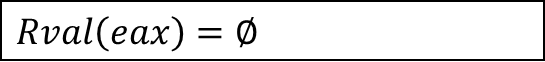 Rval(eax) = ∅